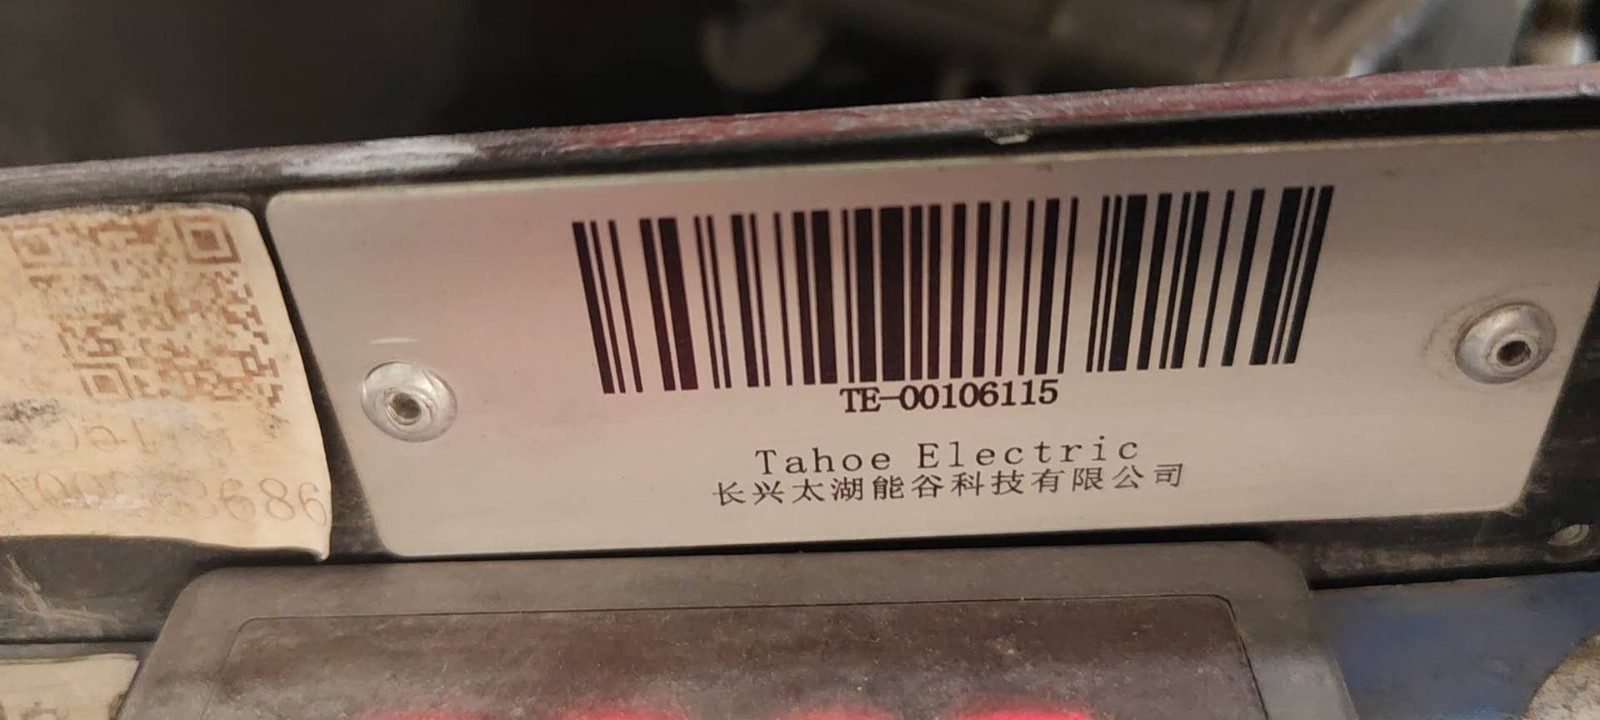 TE-00106115
Tahoe Electric
长兴太湖能谷科技有限公司